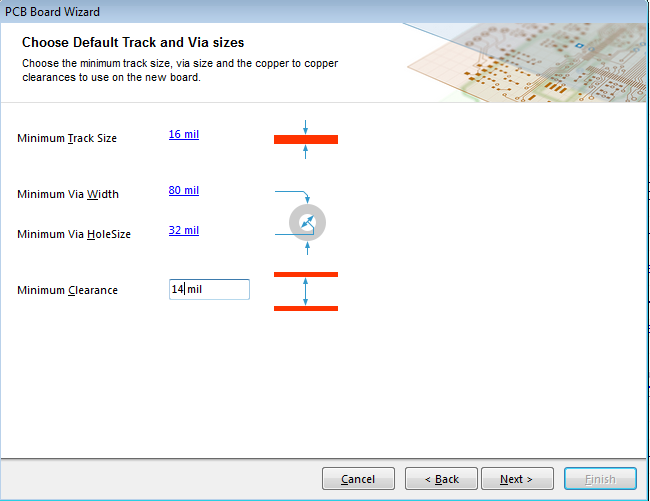 PCB Board Wizard
Choose Default Track and Via sizes
Choose the minimum track size, via size and the copper to copper
clearances to use on the new board.
Minimum Track Size 16 mil
Minimum Via Width 80 mil
Minimum Via HoleSize 32 mil
Minimum Clearance 14 mil
Cancel < Back Next > Finish